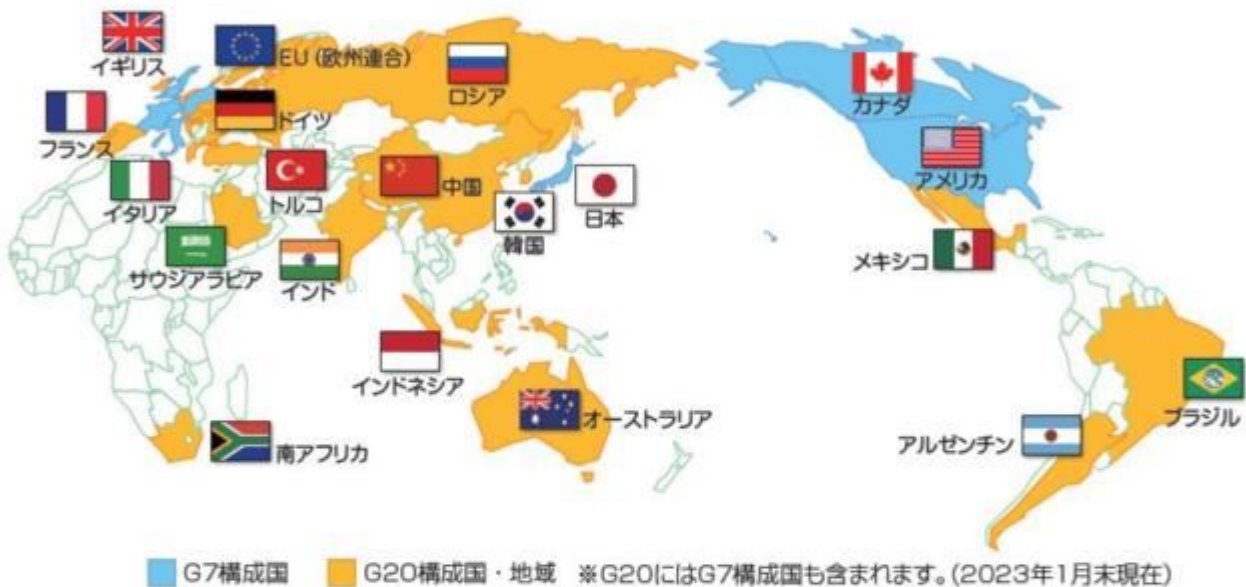 イギリス
EU（欧州連合）
ロシア
カナダ
フランス
ドイツ
アメリカ
イタリア
トルコ
中国
日本
韓国
サウジアラビア
インド
メキシコ
インドネシア
オーストラリア
ブラジル
南アフリカ
アルゼンチン
G7構成国 G20構成国・地域 ※G20にはG7構成国も含まれます。(2023年1月末現在)